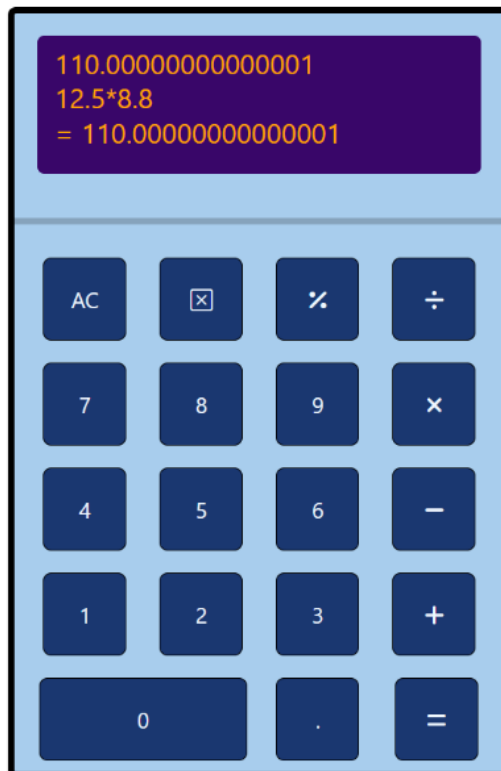 110.00000000000001
12.5*8.8
= 110.00000000000001
AC % ÷
7 8 9 ×
4 5 6 −
1 2 3 +
0 . =